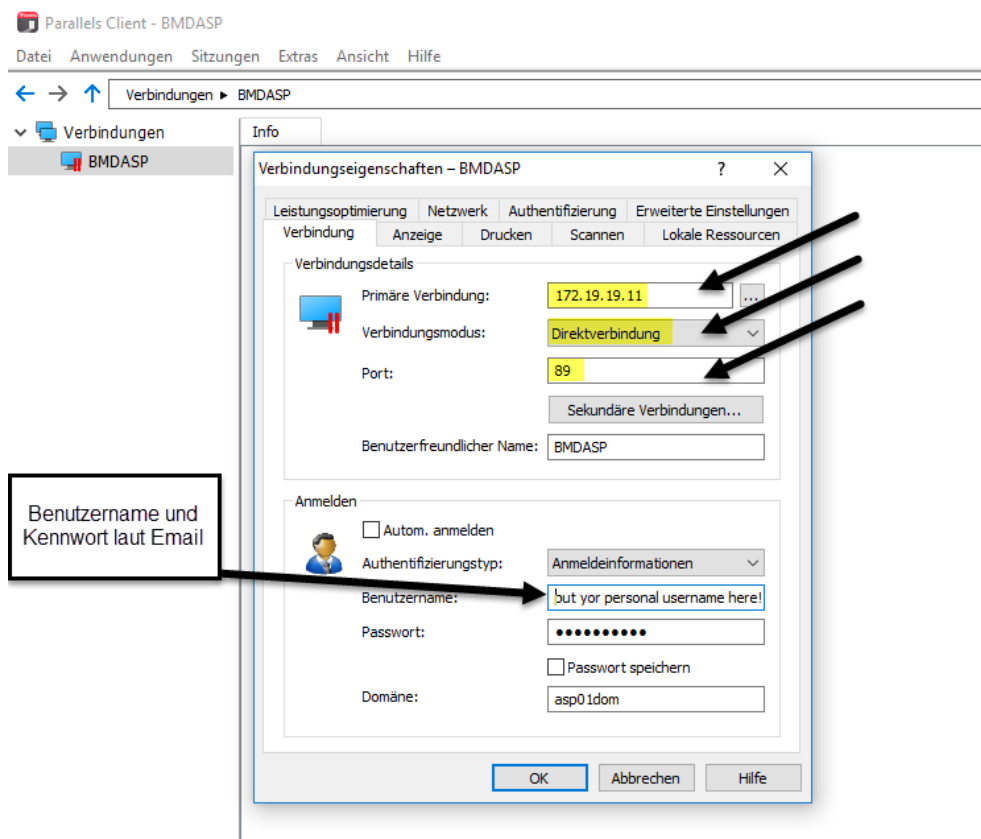 Parallels Client - BMDASP
Datei Anwendungen Sitzungen Extras Ansicht Hilfe
Verbindungen ▸ BMDASP
Verbindungen
BMDASP
Info
Verbindungseigenschaften – BMDASP ?
Leistungsoptimierung Netzwerk Authentifizierung Erweiterte Einstellungen
Verbindung Anzeige Drucken Scannen Lokale Ressourcen
Verbindungsdetails
Primäre Verbindung: 172.19.19.11 ...
Verbindungsmodus: Direktverbindung
Port: 89
Sekundäre Verbindungen...
Benutzerfreundlicher Name: BMDASP
Benutzername und
Kennwort laut Email
Anmelden
Autom. anmelden
Authentifizierungstyp: Anmeldeinformationen
Benutzername: put yor personal username here!
Passwort: ●●●●●●●●●●
Passwort speichern
Domäne: asp01dom
OK Abbrechen Hilfe